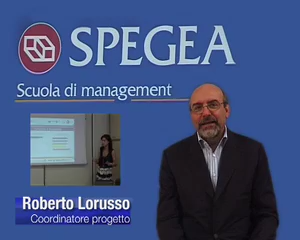 SPEGEA
Scuola di management
Roberto Lorusso
Coordinatore progetto